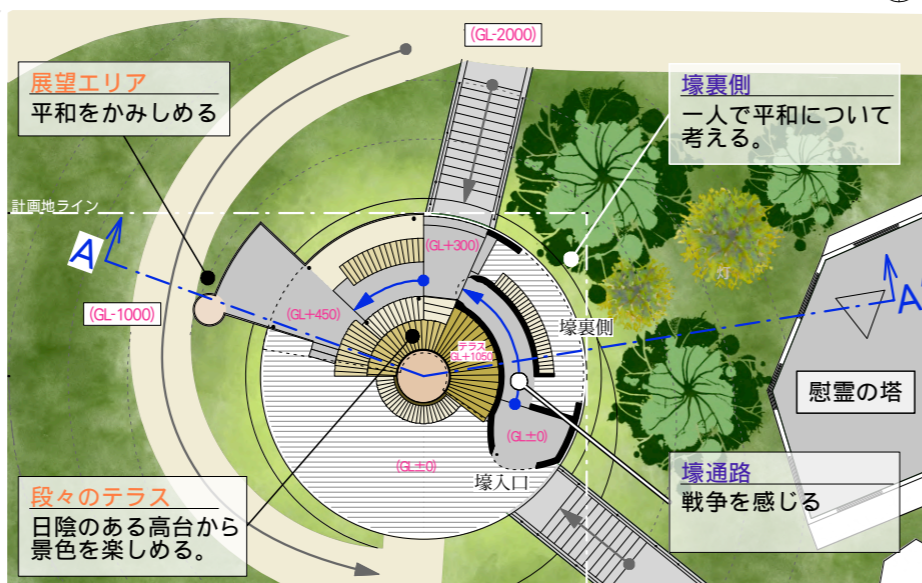 (GL-2000)
展望エリア
平和をかみしめる
壕裏側
一人で平和について
考える。
計画地ライン
A
(GL+300)
灯
A
(GL-1000)
(GL+450)
壕裏側
テラス
GL+1050
慰霊の塔
(GL±0)
(GL±0)
壕入口
段々のテラス
日陰のある高台から
景色を楽しめる。
壕通路
戦争を感じる